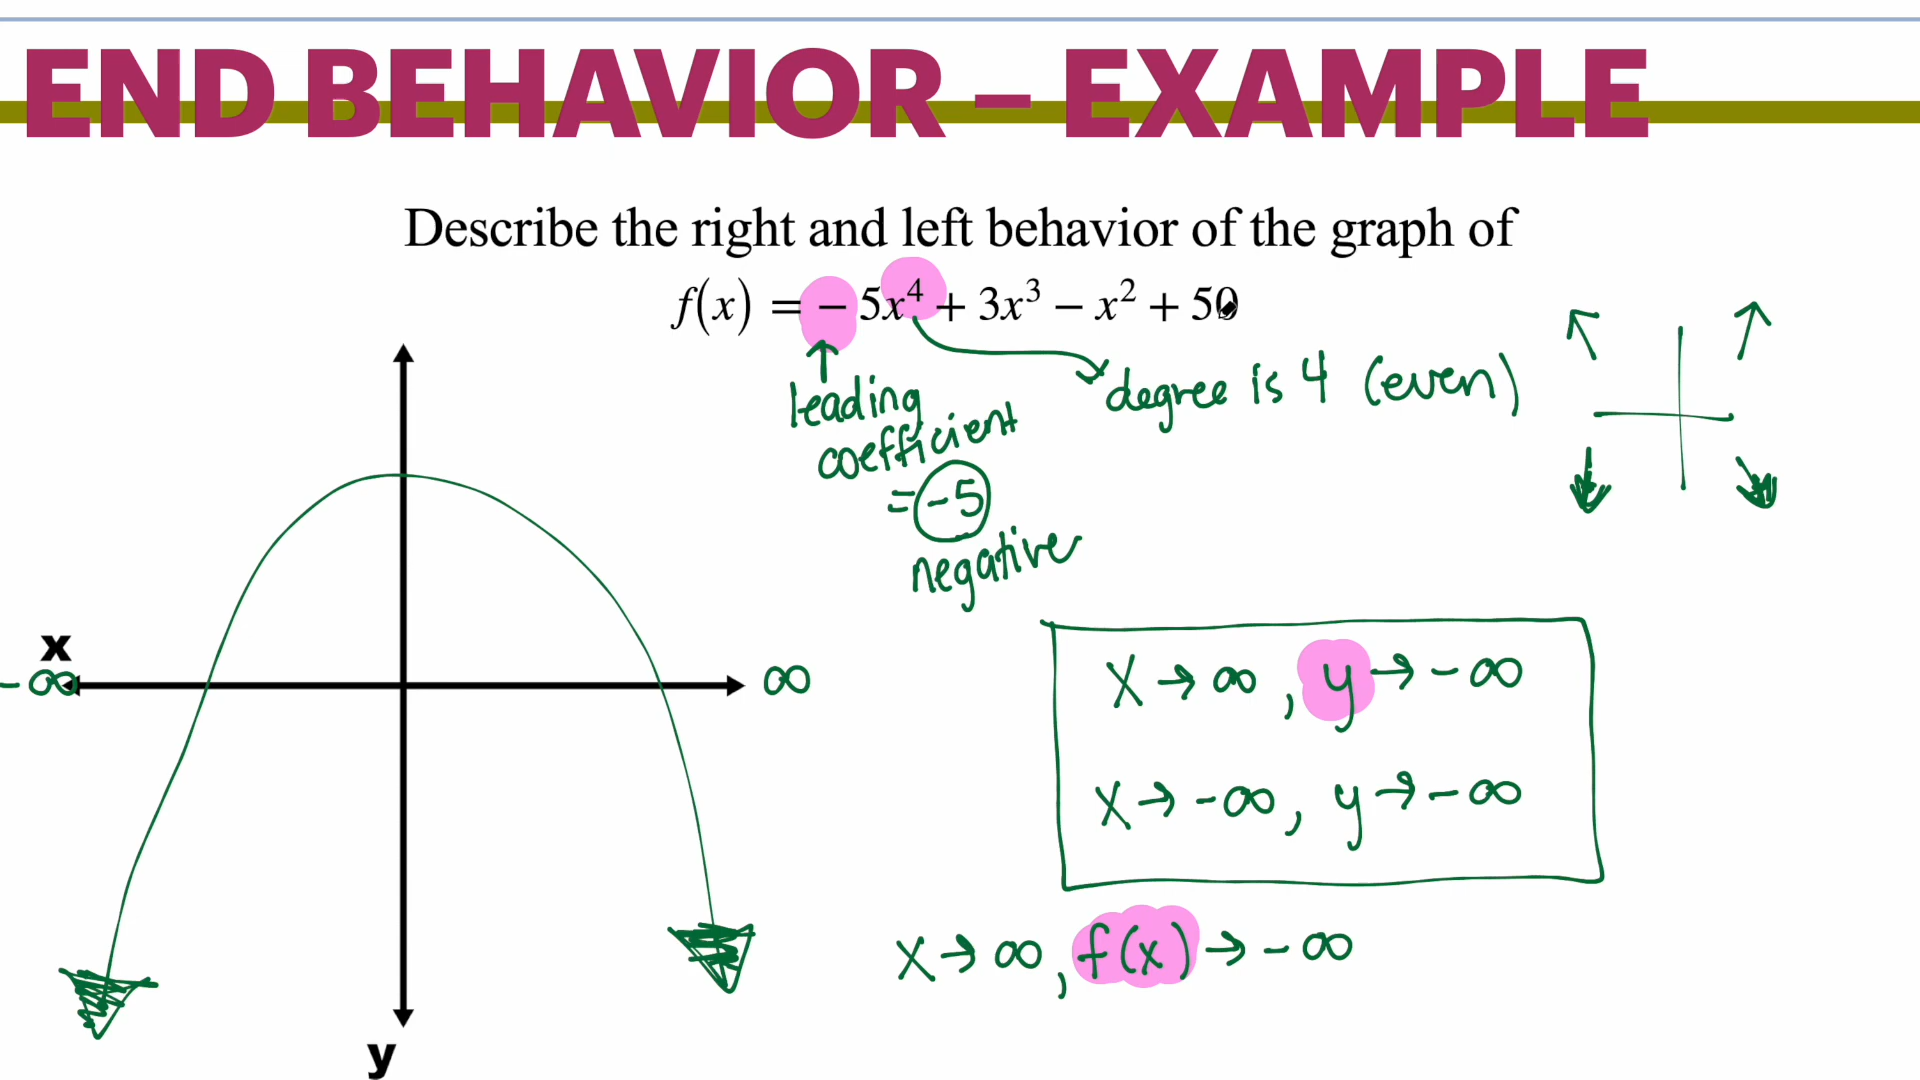 END BEHAVIOR – EXAMPLE
Describe the right and left behavior of the graph of
f(x) = − 5x⁴ + 3x³ − x² + 50
leading
coefficient
= -5
negative
degree is 4 (even)
x
-∞
∞
y
x → ∞, y → -∞
x → -∞, y → -∞
x → ∞, f(x) → -∞